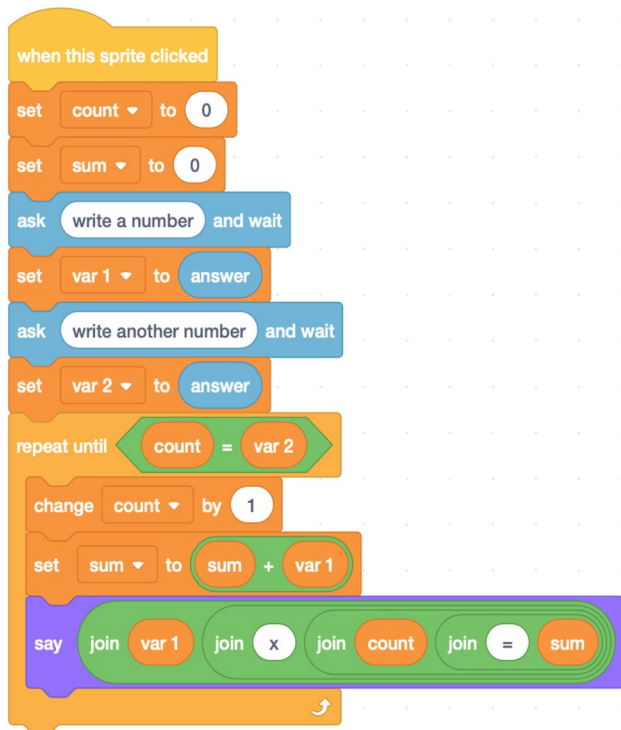 when this sprite clicked
set count to 0
set sum to 0
ask write a number and wait
set var 1 to answer
ask write another number and wait
set var 2 to answer
repeat until count = var 2
change count by 1
set sum to sum + var 1
say join var 1 join x join count join = sum